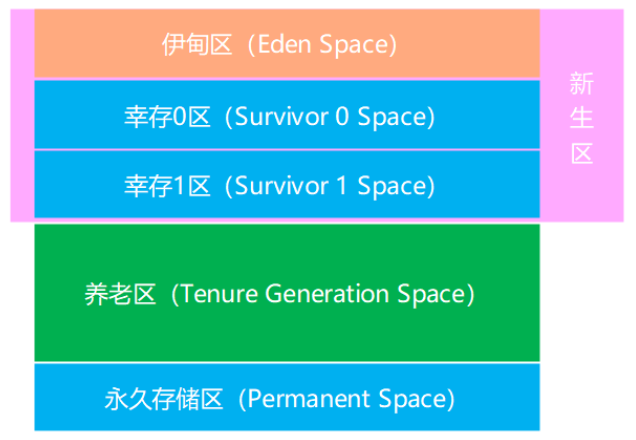 伊甸区（Eden Space）
幸存0区（Survivor 0 Space）
幸存1区（Survivor 1 Space）
新
生
区
养老区（Tenure Generation Space）
永久存储区（Permanent Space）